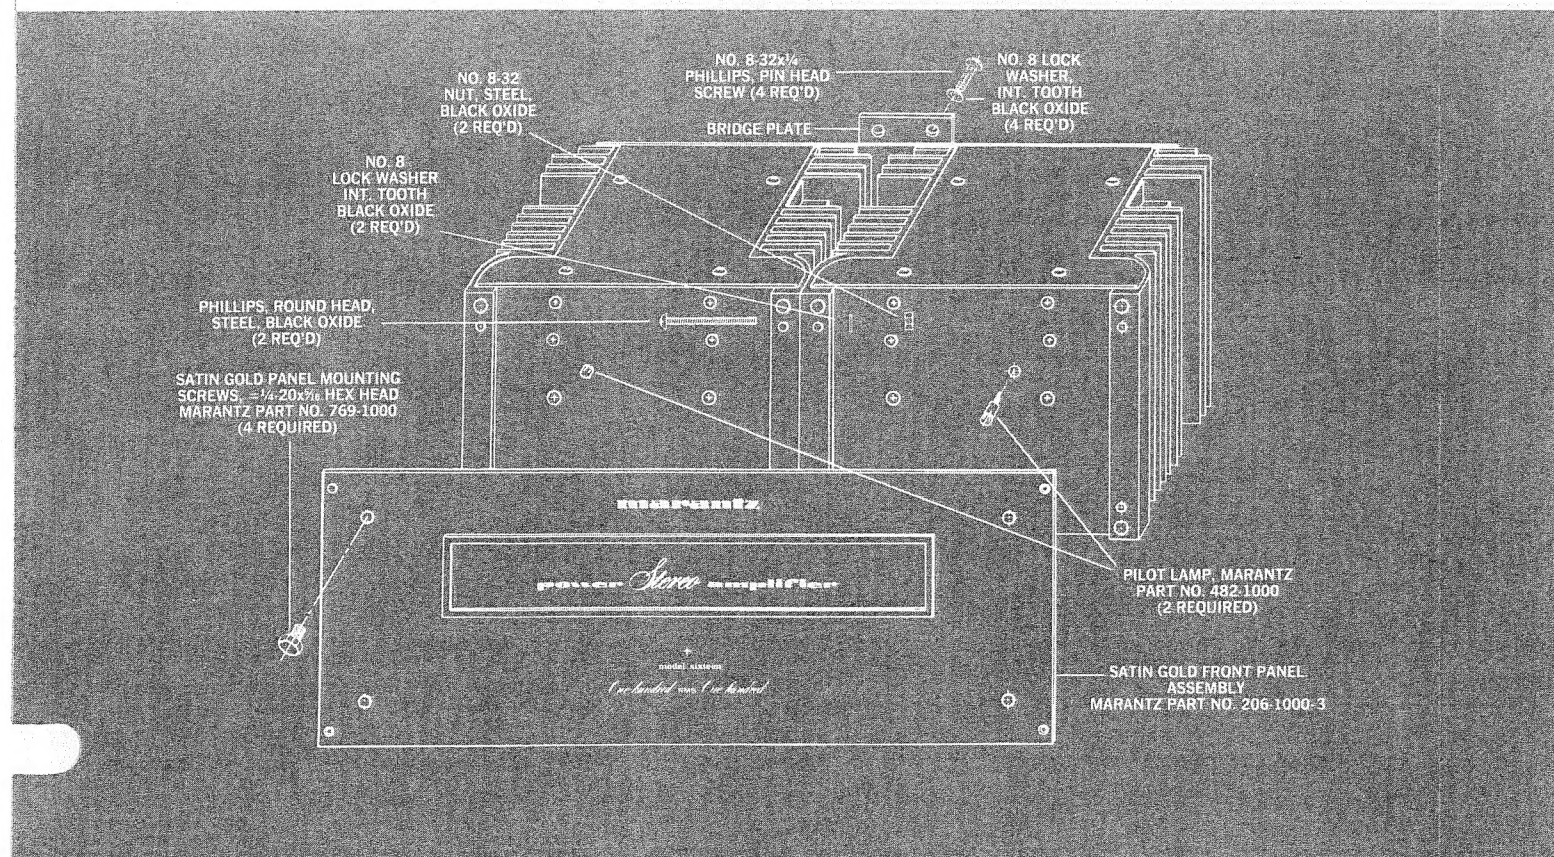 NO. 8-32x¼
PHILLIPS, PIN HEAD
SCREW (4 REQ'D)
NO. 8 LOCK
WASHER,
INT. TOOTH
BLACK OXIDE
(4 REQ'D)
NO. 8-32
NUT, STEEL,
BLACK OXIDE
(2 REQ'D)
BRIDGE PLATE
NO. 8
LOCK WASHER
INT. TOOTH
BLACK OXIDE
(2 REQ'D)
PHILLIPS, ROUND HEAD,
STEEL, BLACK OXIDE
(2 REQ'D)
SATIN GOLD PANEL MOUNTING
SCREWS, =¼-20x⁵⁄₁₆ HEX HEAD
MARANTZ PART NO. 769-1000
(4 REQUIRED)
marantz
power Stereo amplifier
model sixteen
One hundred One hundred
PILOT LAMP, MARANTZ
PART NO. 482-1000
(2 REQUIRED)
SATIN GOLD FRONT PANEL
ASSEMBLY
MARANTZ PART NO. 206-1000-3